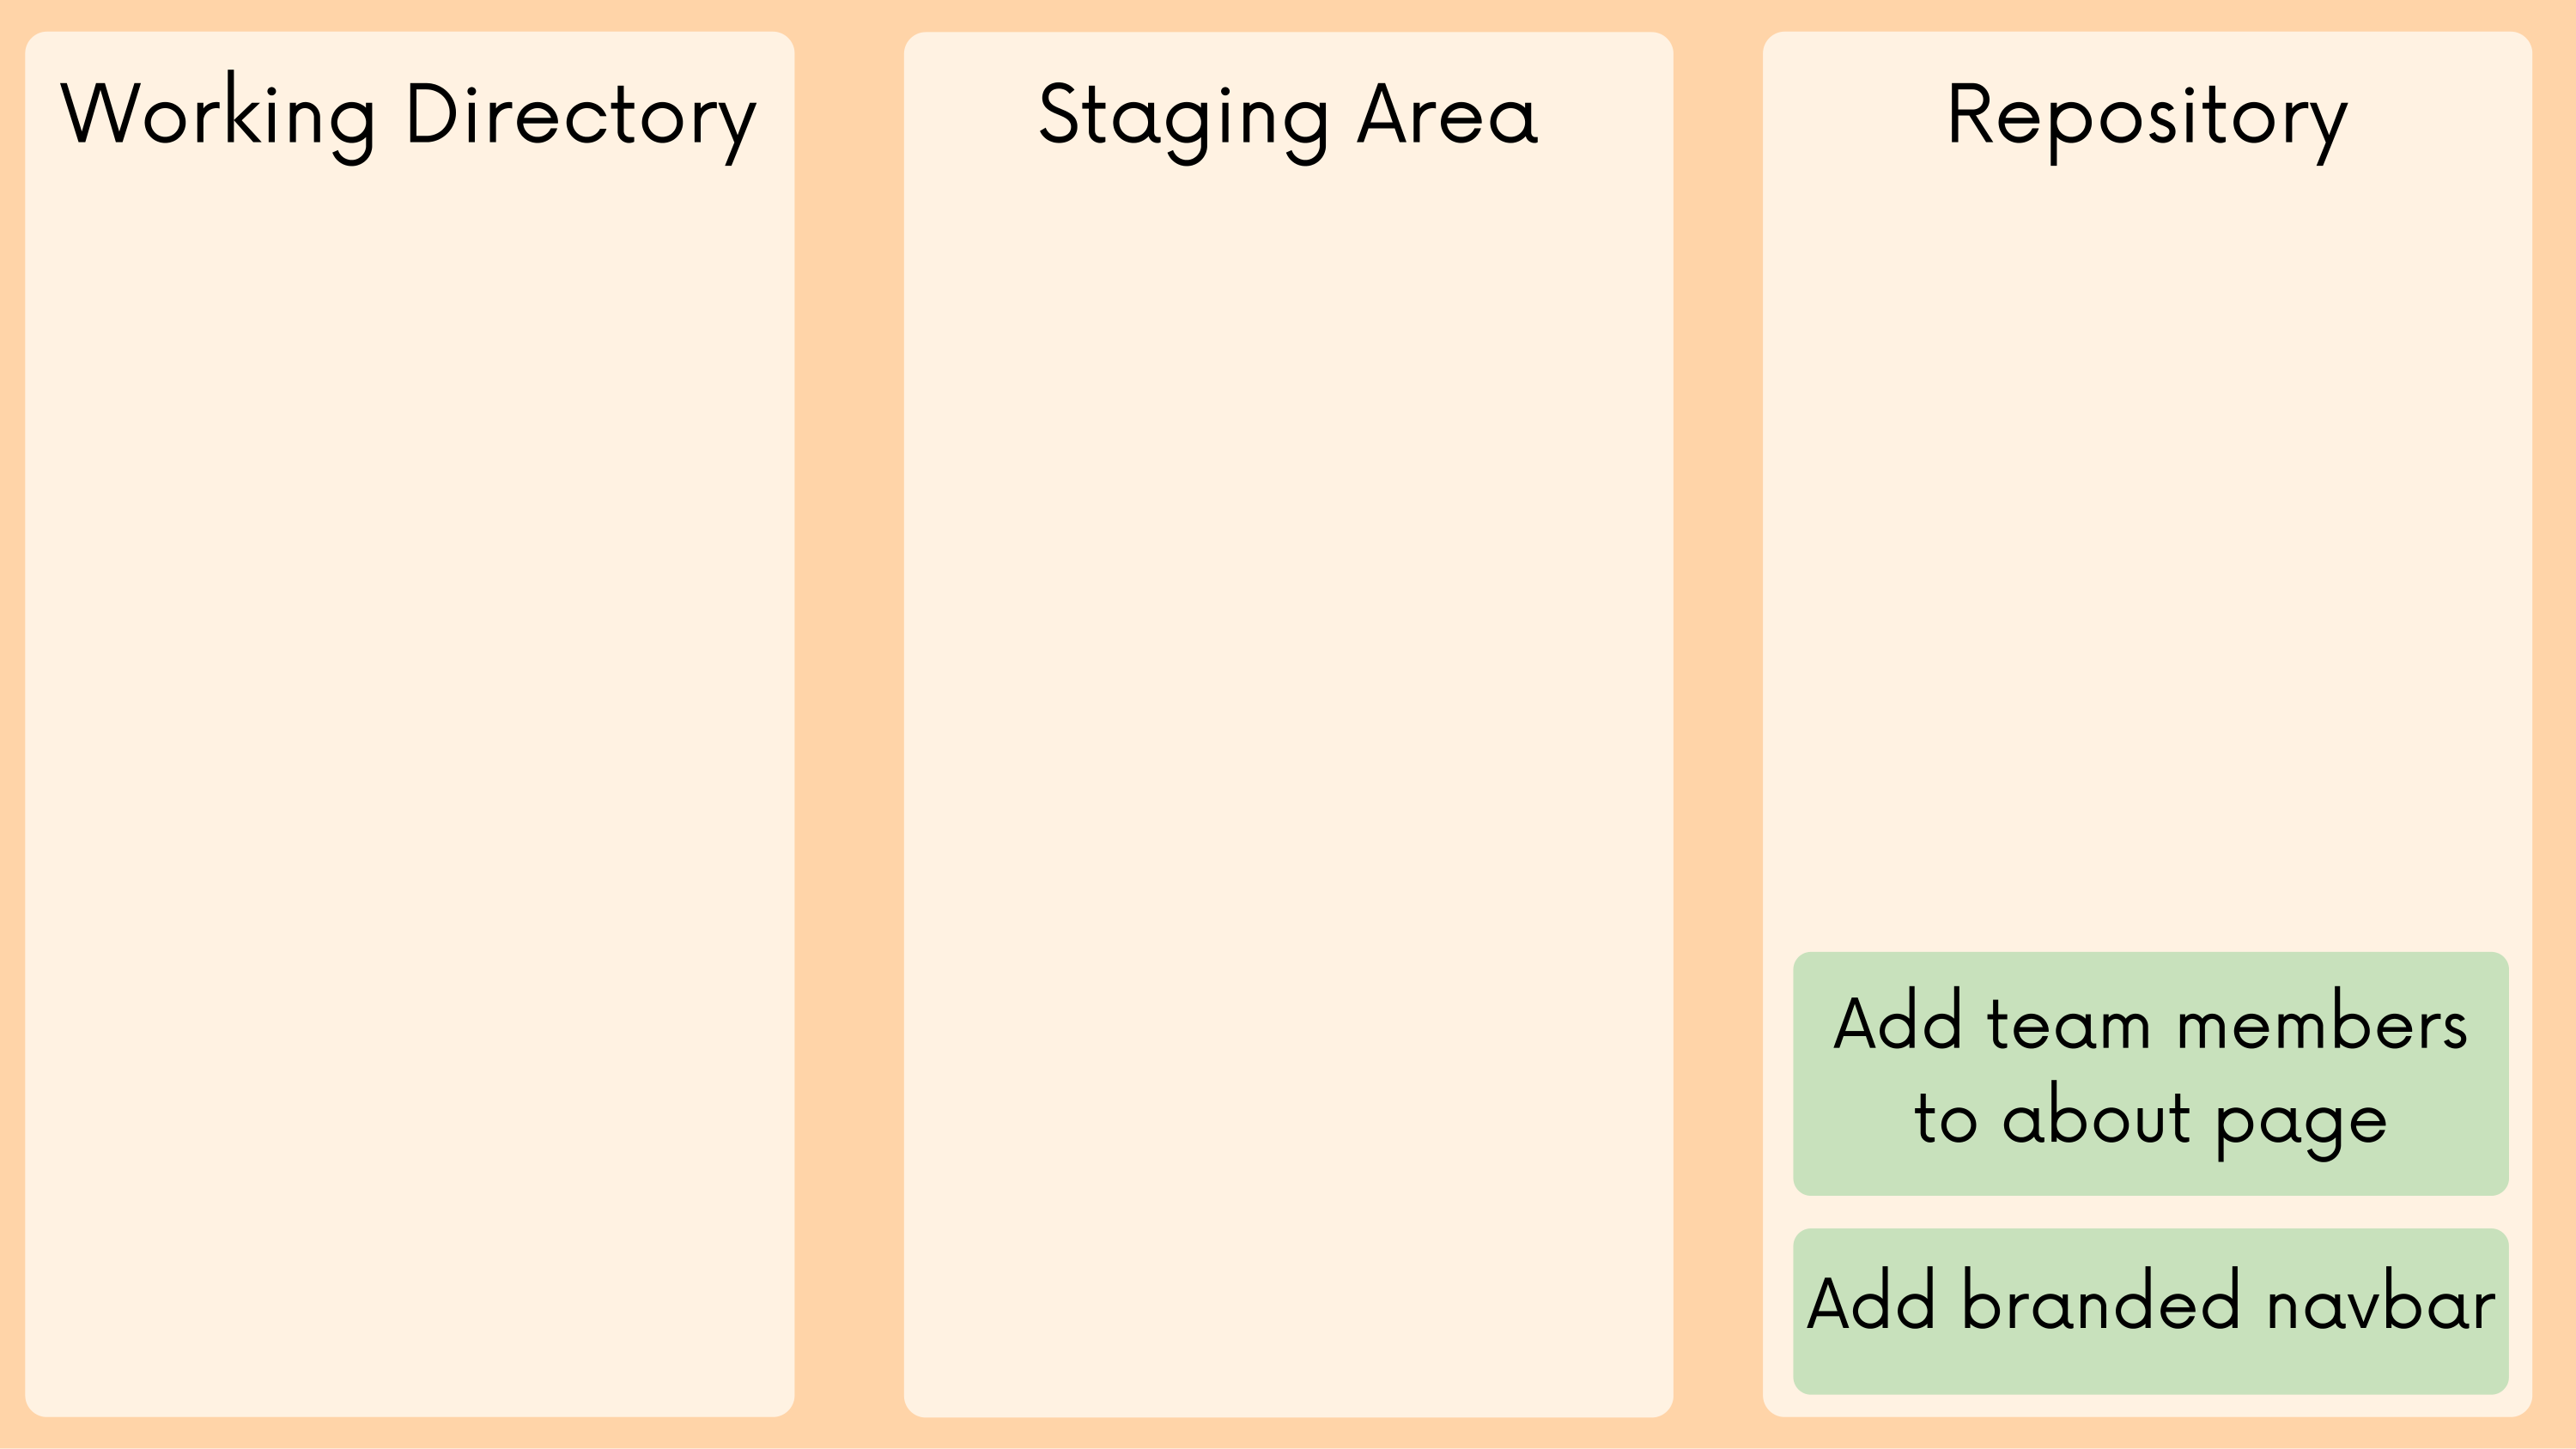 Working Directory
Staging Area
Repository
Add team members
to about page
Add branded navbar